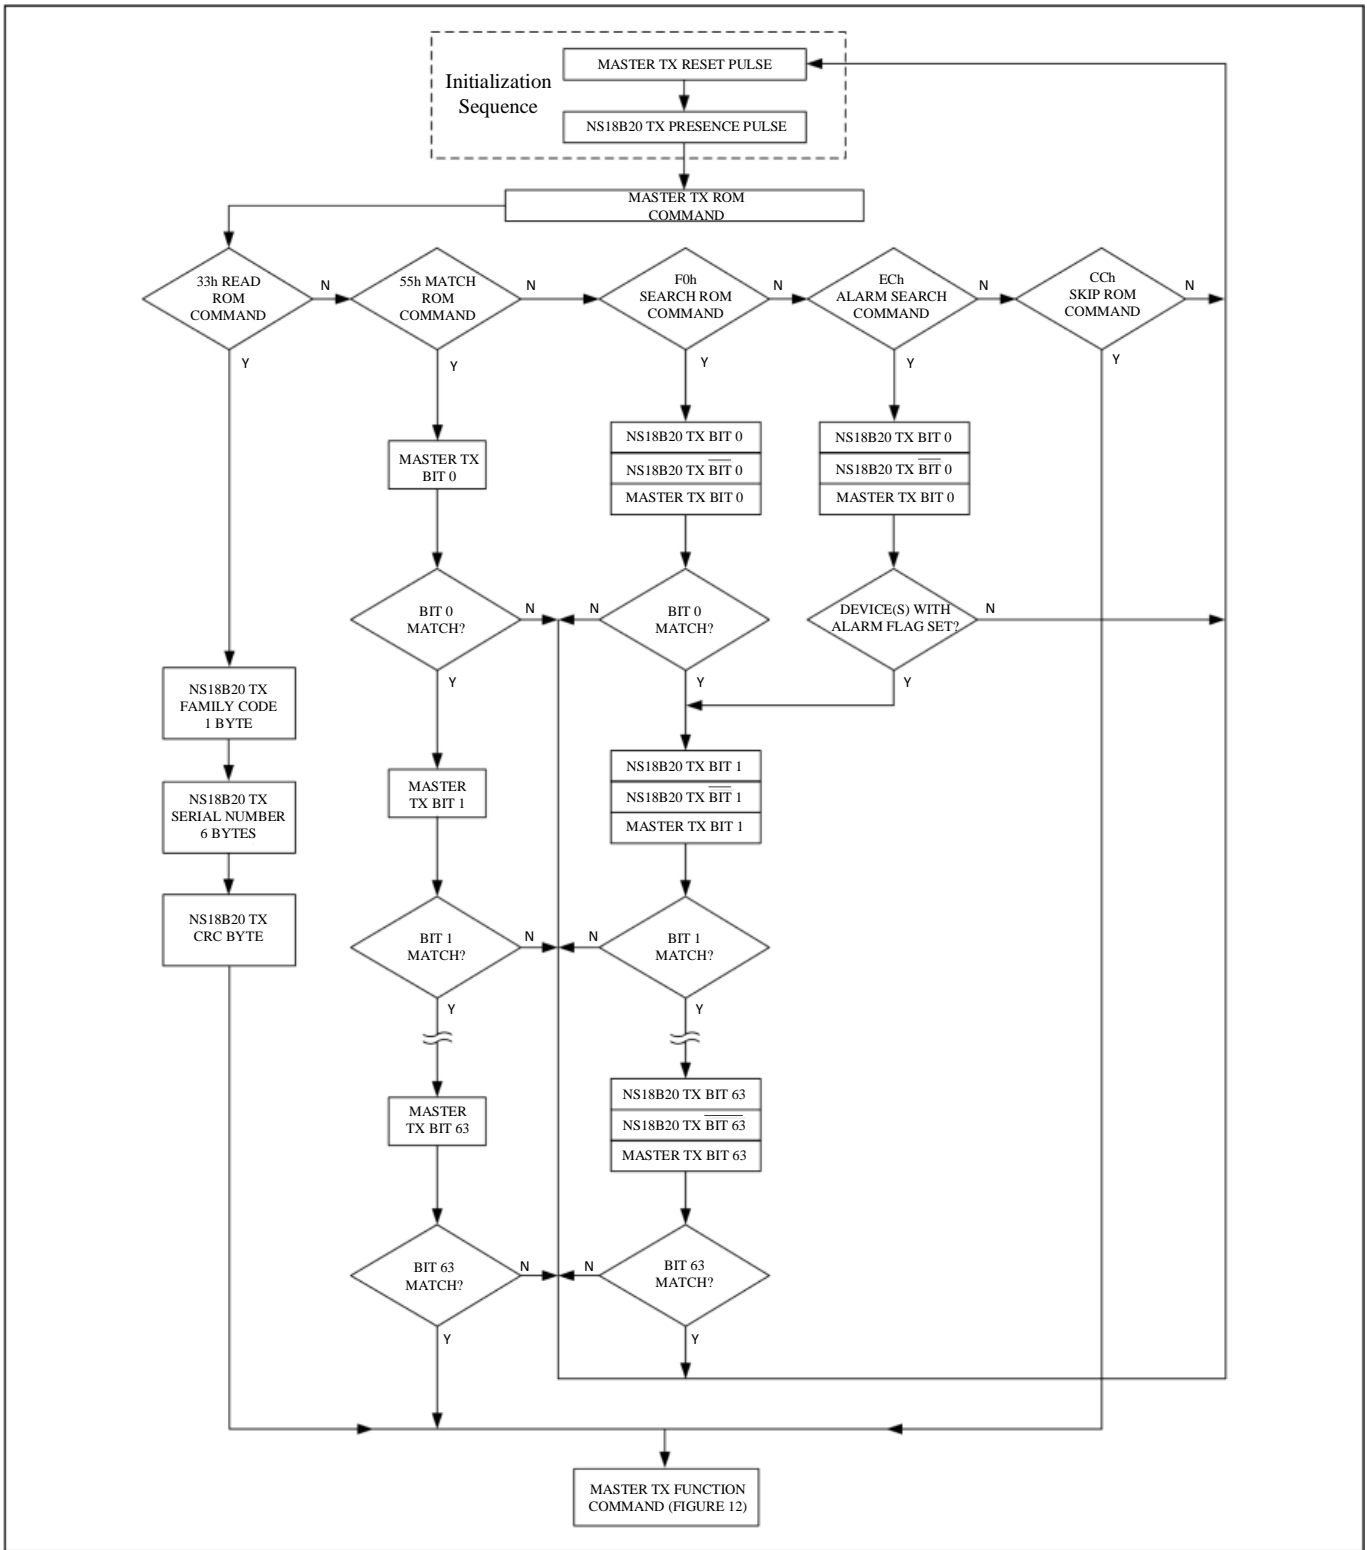 Initialization
Sequence
MASTER TX RESET PULSE
NS18B20 TX PRESENCE PULSE
MASTER TX ROM
COMMAND
33h READ
ROM
COMMAND
N
Y
55h MATCH
ROM
COMMAND
N
Y
F0h
SEARCH ROM
COMMAND
N
Y
ECh
ALARM SEARCH
COMMAND
N
Y
CCh
SKIP ROM
COMMAND
N
Y
MASTER TX
BIT 0
NS18B20 TX BIT 0
NS18B20 TX B̅I̅T̅ 0
MASTER TX BIT 0
NS18B20 TX BIT 0
NS18B20 TX B̅I̅T̅ 0
MASTER TX BIT 0
BIT 0
MATCH?
N
Y
N
BIT 0
MATCH?
Y
DEVICE(S) WITH
ALARM FLAG SET?
N
Y
NS18B20 TX
FAMILY CODE
1 BYTE
NS18B20 TX
SERIAL NUMBER
6 BYTES
NS18B20 TX
CRC BYTE
MASTER
TX BIT 1
NS18B20 TX BIT 1
NS18B20 TX B̅I̅T̅ 1
MASTER TX BIT 1
BIT 1
MATCH?
N
Y
N
BIT 1
MATCH?
Y
MASTER
TX BIT 63
NS18B20 TX BIT 63
NS18B20 TX B̅I̅T̅ 6̅3̅
MASTER TX BIT 63
BIT 63
MATCH?
N
Y
N
BIT 63
MATCH?
Y
MASTER TX FUNCTION
COMMAND (FIGURE 12)